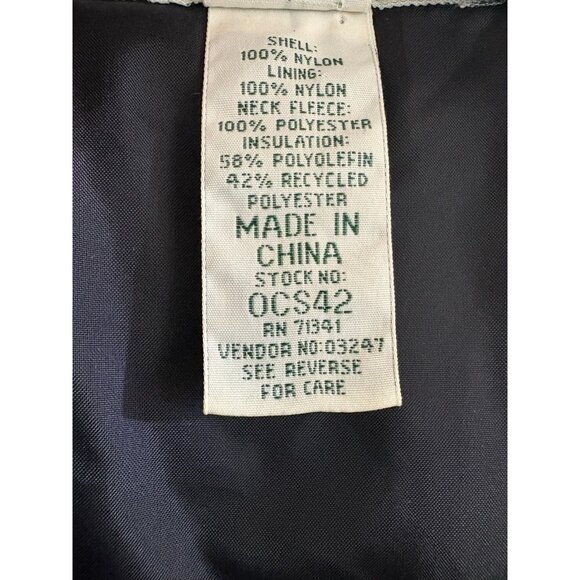 SHELL:
100% NYLON
LINING:
100% NYLON
NECK FLEECE:
100% POLYESTER
INSULATION:
58% POLYOLEFIN
42% RECYCLED
POLYESTER
MADE IN
CHINA
STOCK NO:
OCS42
RN 71341
VENDOR NO:03247
SEE REVERSE
FOR CARE